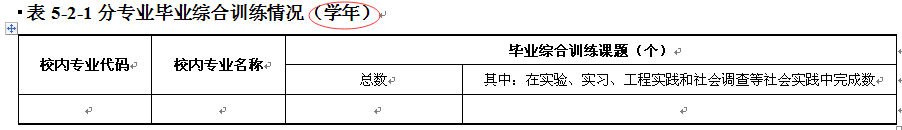 表 5-2-1 分专业毕业综合训练情况（学年）
校内专业代码 校内专业名称 毕业综合训练课题（个）
总数 其中：在实验、实习、工程实践和社会调查等社会实践中完成数